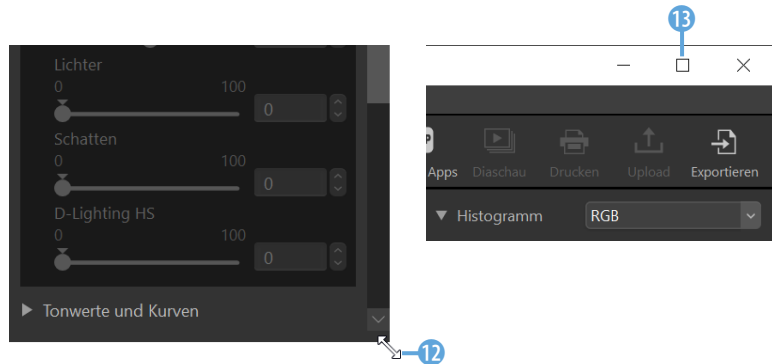 13
Lichter
0 100
0
Schatten
0 100
0
D-Lighting HS
0 100
0
Tonwerte und Kurven
12
Apps Diaschau Drucken Upload Exportieren
Histogramm RGB